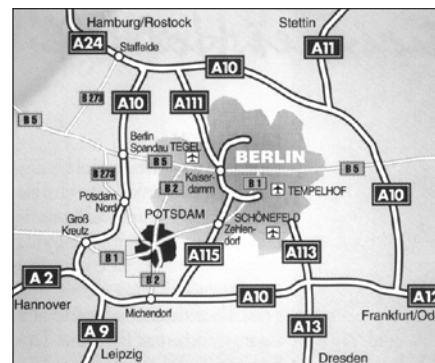 Hamburg/Rostock
Stettin
A24
A11
Staffelde
A10
B 273
A10
A111
B 5
Berlin
Spandau
TEGEL
BERLIN
B 5
B 5
Kaiser-
damm
B 273
B 2
B 1
TEMPELHOF
A10
Potsdam
Nord
POTSDAM
SCHÖNEFELD
Groß
Kreutz
Zehlen-
dorf
B 1
A115
A113
A 2
B 2
Hannover
Michendorf
A10
A12
Frankfurt/Od
A 9
A13
Leipzig
Dresden